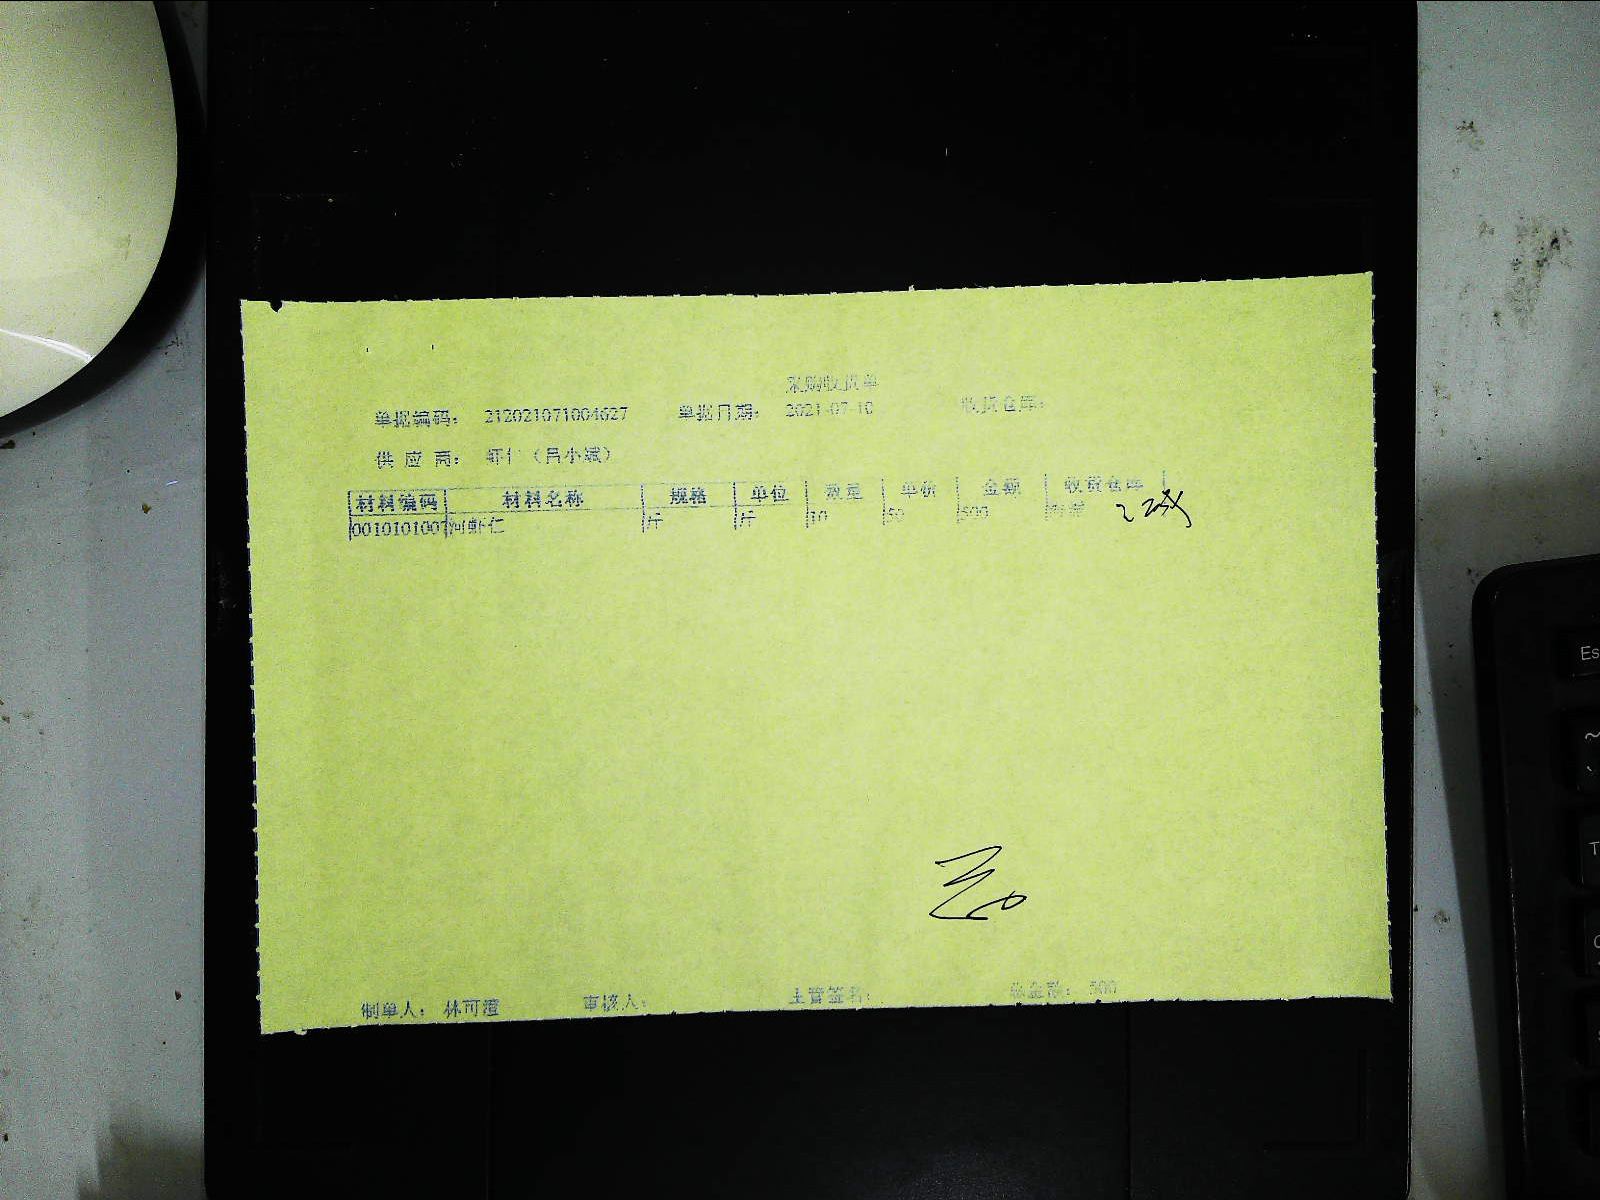 采购收货单
单据编码： 212021071004627 单据日期： 2021-07-10 收货仓库：
供 应 商： 虾仁（吕小斌）
材料编码 材料名称 规格 单位 数量 单价 金额 收货仓库
0010101007 河虾仁 斤 斤 10 50 500
制单人： 林可澄 审核人： 主管签名： 总金额： 500
Es